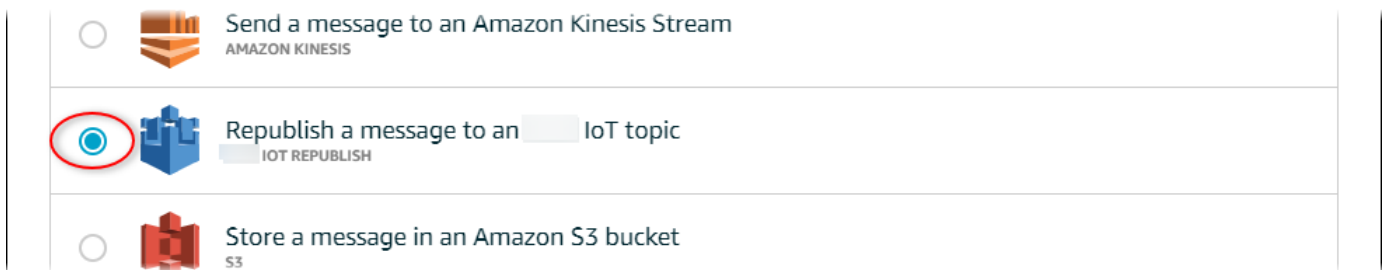 Send a message to an Amazon Kinesis Stream
AMAZON KINESIS
Republish a message to an IoT topic
IOT REPUBLISH
Store a message in an Amazon S3 bucket
S3